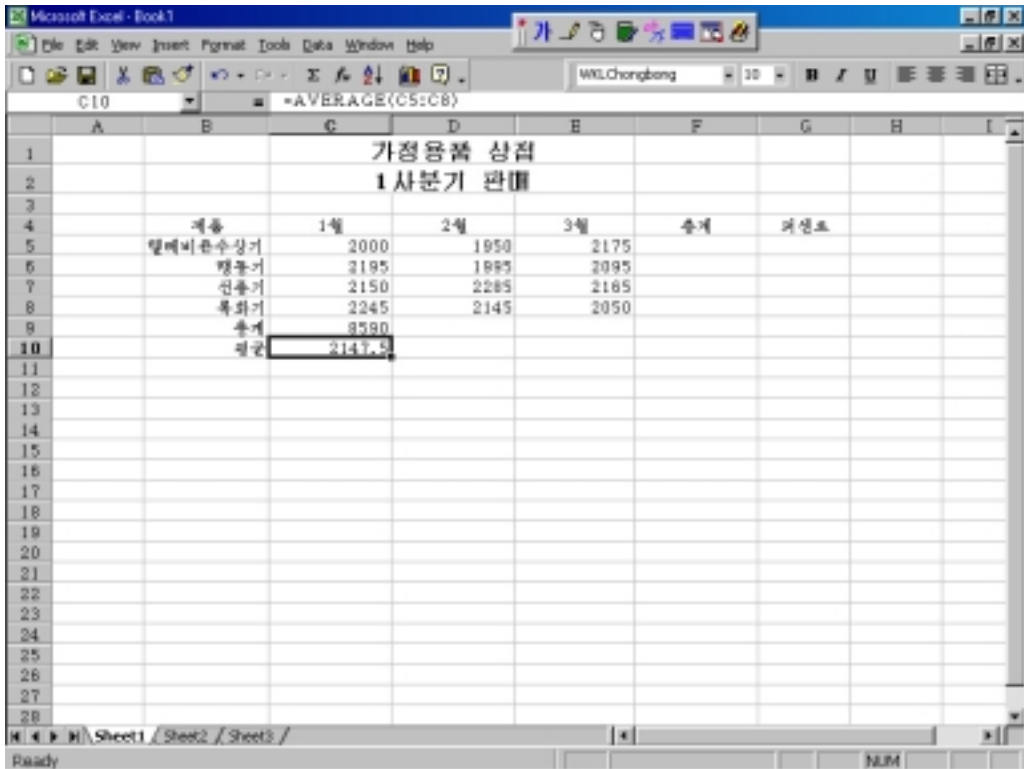 Microsoft Excel - Book1
File Edit View Insert Format Tools Data Window Help
가
WKLChongbong 10 B I U
C10 = =AVERAGE(C5:C8)
A B C D E F G H I
1 가정용품 상점
2 1사분기 판매
3
4 제품 1월 2월 3월 총계 퍼센트
5 텔레비죤수상기 2000 1950 2175
6 랭동기 2195 1995 2095
7 선풍기 2150 2285 2165
8 록화기 2245 2145 2050
9 총계 8590
10 평균 2147.5
11
12
13
14
15
16
17
18
19
20
21
22
23
24
25
26
27
28
Sheet1 Sheet2 Sheet3
Ready NUM